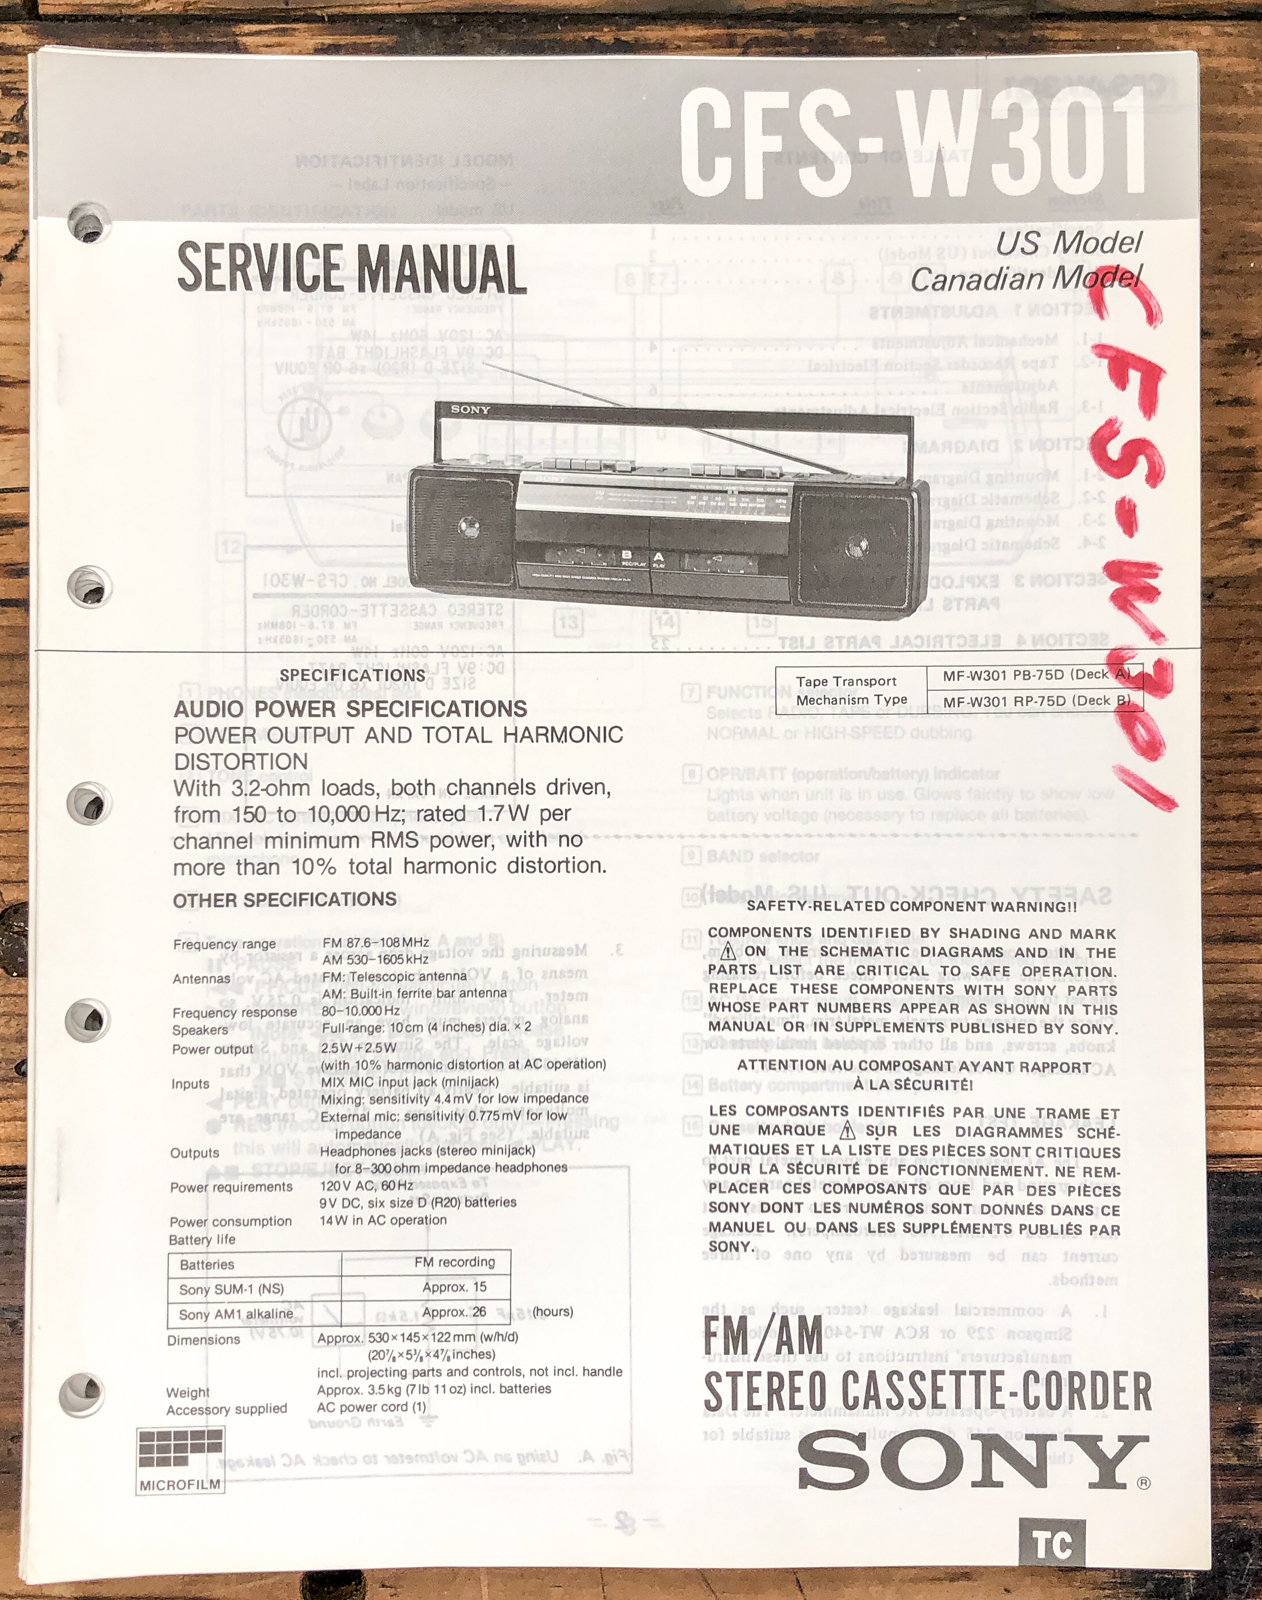 CFS-W301
SERVICE MANUAL
US Model
Canadian Model
CFS-W301
SONY
SONY
B
REC/PLAY
A
PLAY
SPECIFICATIONS
AUDIO POWER SPECIFICATIONS
POWER OUTPUT AND TOTAL HARMONIC
DISTORTION
With 3.2-ohm loads, both channels driven,
from 150 to 10,000 Hz; rated 1.7 W per
channel minimum RMS power, with no
more than 10% total harmonic distortion.
OTHER SPECIFICATIONS
Frequency range FM 87.6–108 MHz
AM 530–1605 kHz
Antennas FM: Telescopic antenna
AM: Built-in ferrite bar antenna
Frequency response 80–10.000 Hz
Speakers Full-range: 10 cm (4 inches) dia. × 2
Power output 2.5 W + 2.5 W
(with 10% harmonic distortion at AC operation)
Inputs MIX MIC input jack (minijack)
Mixing: sensitivity 4.4 mV for low impedance
External mic: sensitivity 0.775 mV for low
impedance
Outputs Headphones jacks (stereo minijack)
for 8–300 ohm impedance headphones
Power requirements 120 V AC, 60 Hz
9 V DC, six size D (R20) batteries
Power consumption 14 W in AC operation
Battery life
Batteries FM recording
Sony SUM-1 (NS) Approx. 15
Sony AM1 alkaline Approx. 26 (hours)
Dimensions Approx. 530 × 145 × 122 mm (w/h/d)
(20⅞ × 5¾ × 4⅞ inches)
incl. projecting parts and controls, not incl. handle
Weight Approx. 3.5 kg (7 lb 11 oz) incl. batteries
Accessory supplied AC power cord (1)
MICROFILM
Tape Transport
Mechanism Type
MF-W301 PB-75D (Deck A)
MF-W301 RP-75D (Deck B)
SAFETY-RELATED COMPONENT WARNING!!
COMPONENTS IDENTIFIED BY SHADING AND MARK
⚠ ON THE SCHEMATIC DIAGRAMS AND IN THE
PARTS LIST ARE CRITICAL TO SAFE OPERATION.
REPLACE THESE COMPONENTS WITH SONY PARTS
WHOSE PART NUMBERS APPEAR AS SHOWN IN THIS
MANUAL OR IN SUPPLEMENTS PUBLISHED BY SONY.
ATTENTION AU COMPOSANT AYANT RAPPORT
À LA SÉCURITÉ!
LES COMPOSANTS IDENTIFIÉS PAR UNE TRAME ET
UNE MARQUE ⚠ SUR LES DIAGRAMMES SCHÉ-
MATIQUES ET LA LISTE DES PIÈCES SONT CRITIQUES
POUR LA SÉCURITÉ DE FONCTIONNEMENT. NE REM-
PLACER CES COMPOSANTS QUE PAR DES PIÈCES
SONY DONT LES NUMÉROS SONT DONNÉS DANS CE
MANUEL OU DANS LES SUPPLÉMENTS PUBLIÉS PAR
SONY.
FM/AM
STEREO CASSETTE-CORDER
SONY®
TC